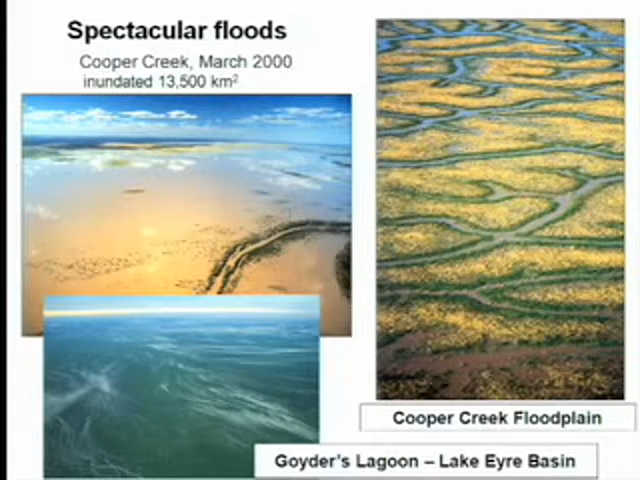 Spectacular floods
Cooper Creek, March 2000
inundated 13,500 km²
Cooper Creek Floodplain
Goyder's Lagoon – Lake Eyre Basin